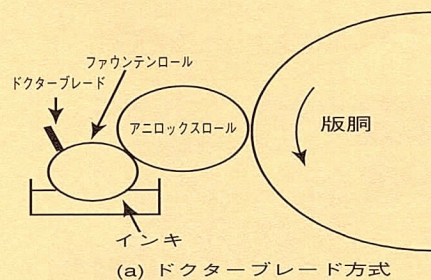 ファウンテンロール
ドクターブレード
アニロックスロール
版胴
インキ
(a) ドクターブレード方式